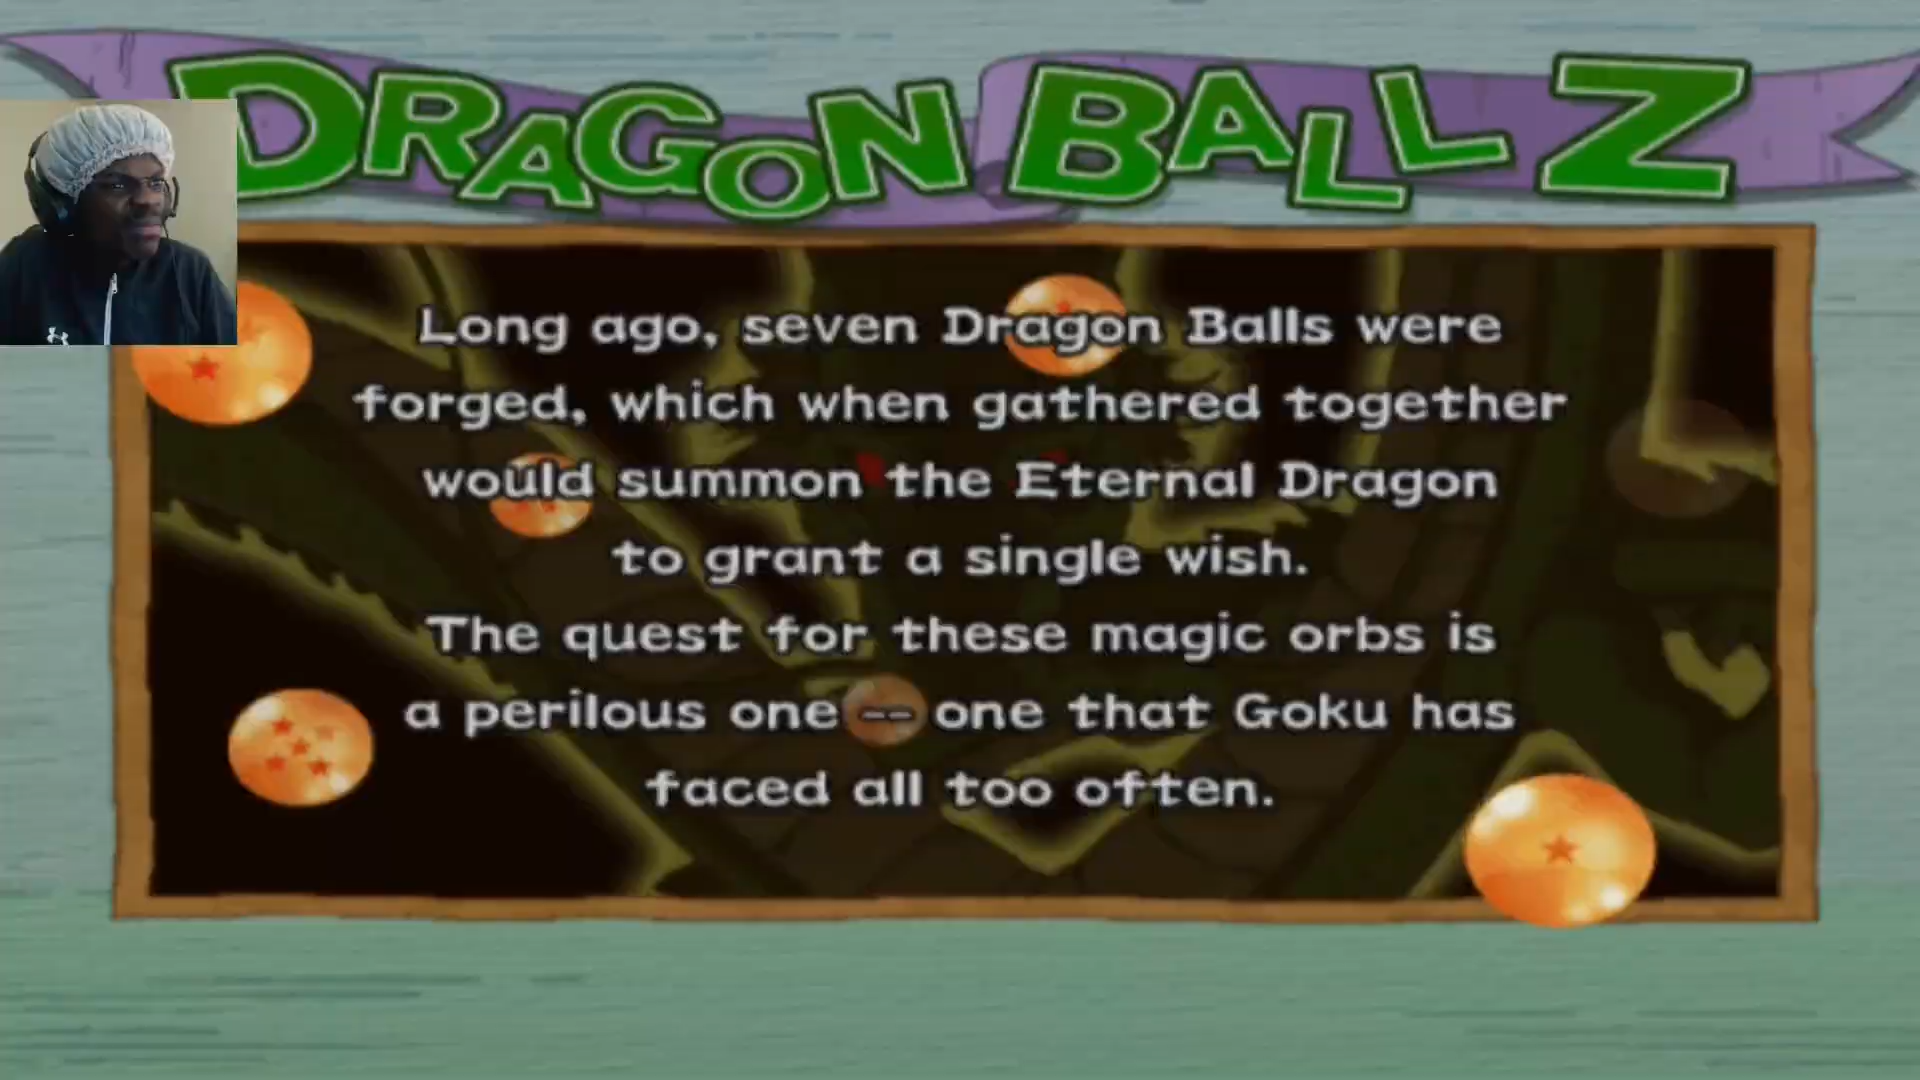 DRAGON BALL Z
Long ago, seven Dragon Balls were
forged, which when gathered together
would summon the Eternal Dragon
to grant a single wish.
The quest for these magic orbs is
a perilous one -- one that Goku has
faced all too often.